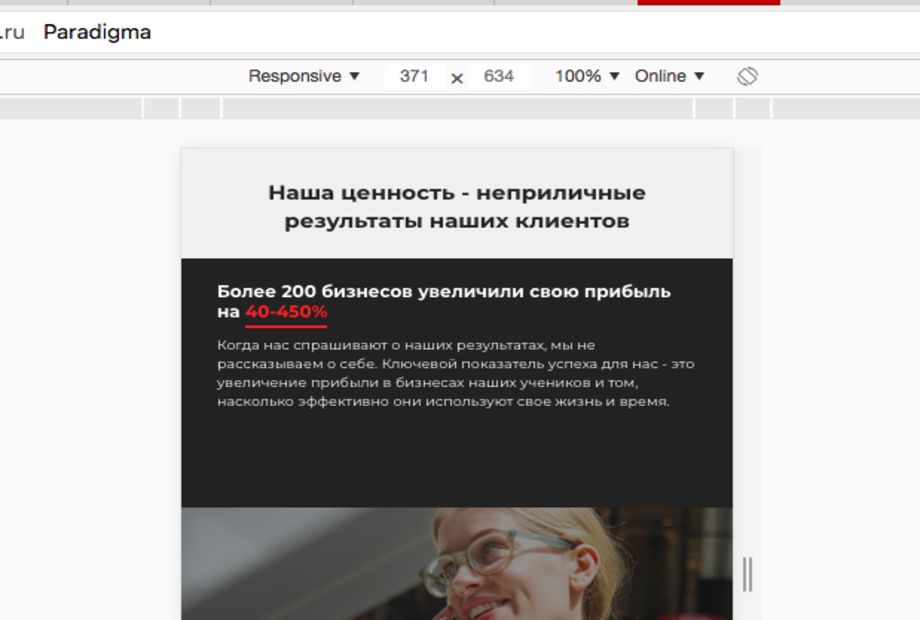 .ru Paradigma
Responsive ▼ 371 × 634 100% ▼ Online ▼
Наша ценность - неприличные
результаты наших клиентов
Более 200 бизнесов увеличили свою прибыль
на 40-450%
Когда нас спрашивают о наших результатах, мы не
рассказываем о себе. Ключевой показатель успеха для нас - это
увеличение прибыли в бизнесах наших учеников и том,
насколько эффективно они используют свое жизнь и время.